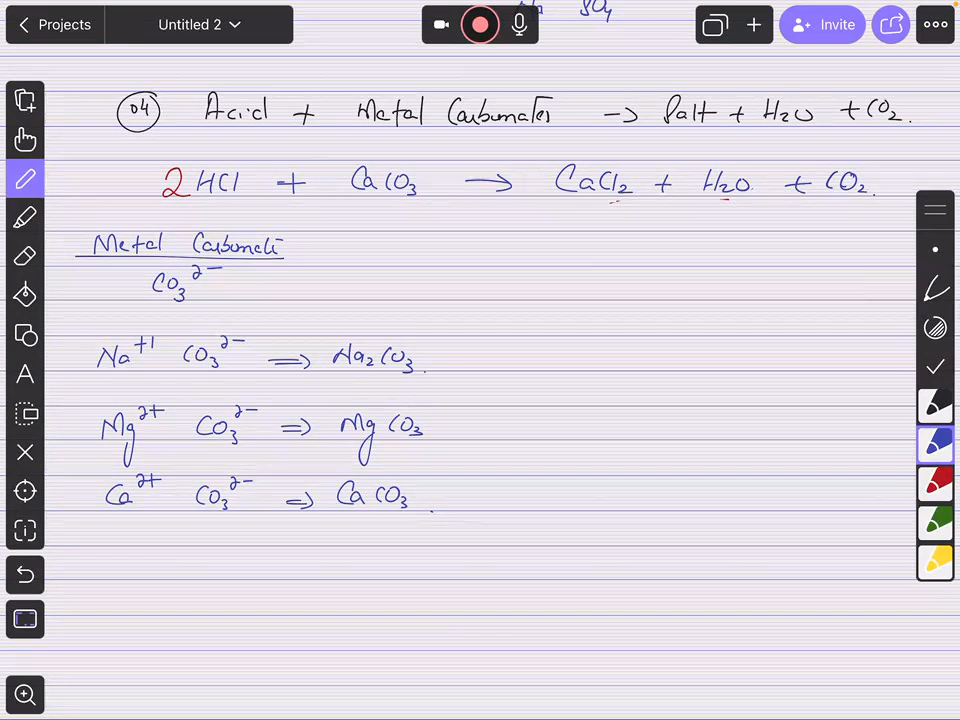 SO4
Projects Untitled 2 Invite
04 Acid + Metal Carbonates -> Salt + H2O + CO2.
2HCl + CaCO3 → CaCl2 + H2O + CO2.
Metal Carbonate
CO3 2−
Na+1 CO3 2− ⇒ Na2CO3.
Mg2+ CO3 2− ⇒ MgCO3
Ca2+ CO3 2− ⇒ CaCO3.
A